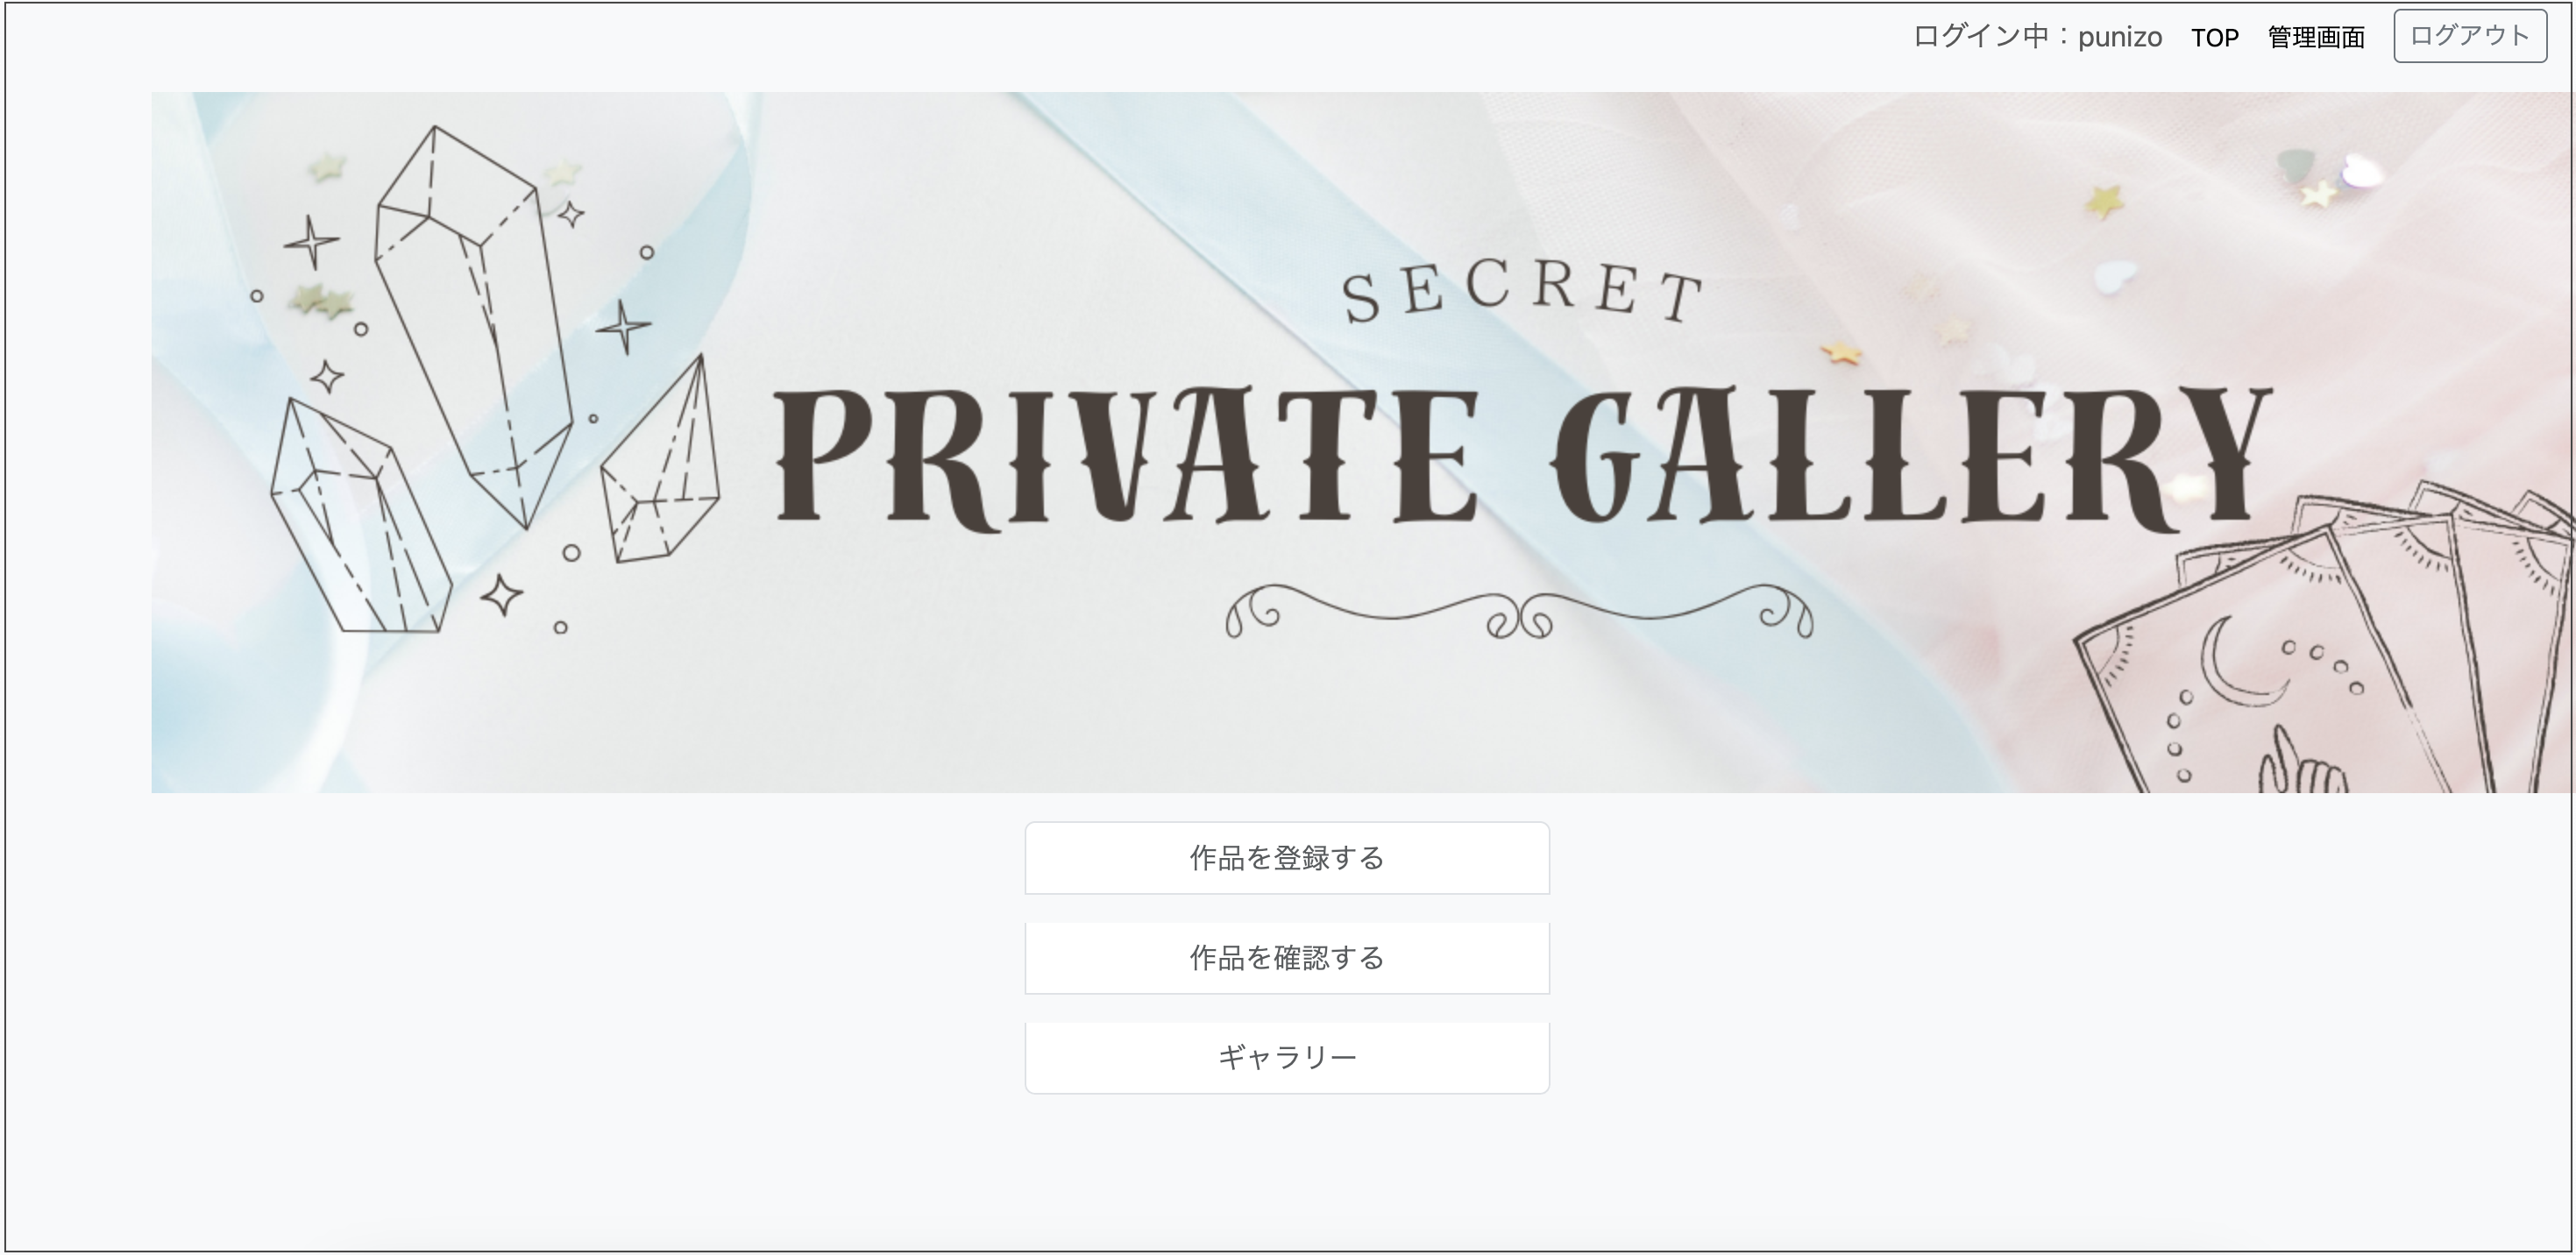 ログイン中：punizo TOP 管理画面 ログアウト
SECRET
PRIVATE GALLERY
作品を登録する
作品を確認する
ギャラリー